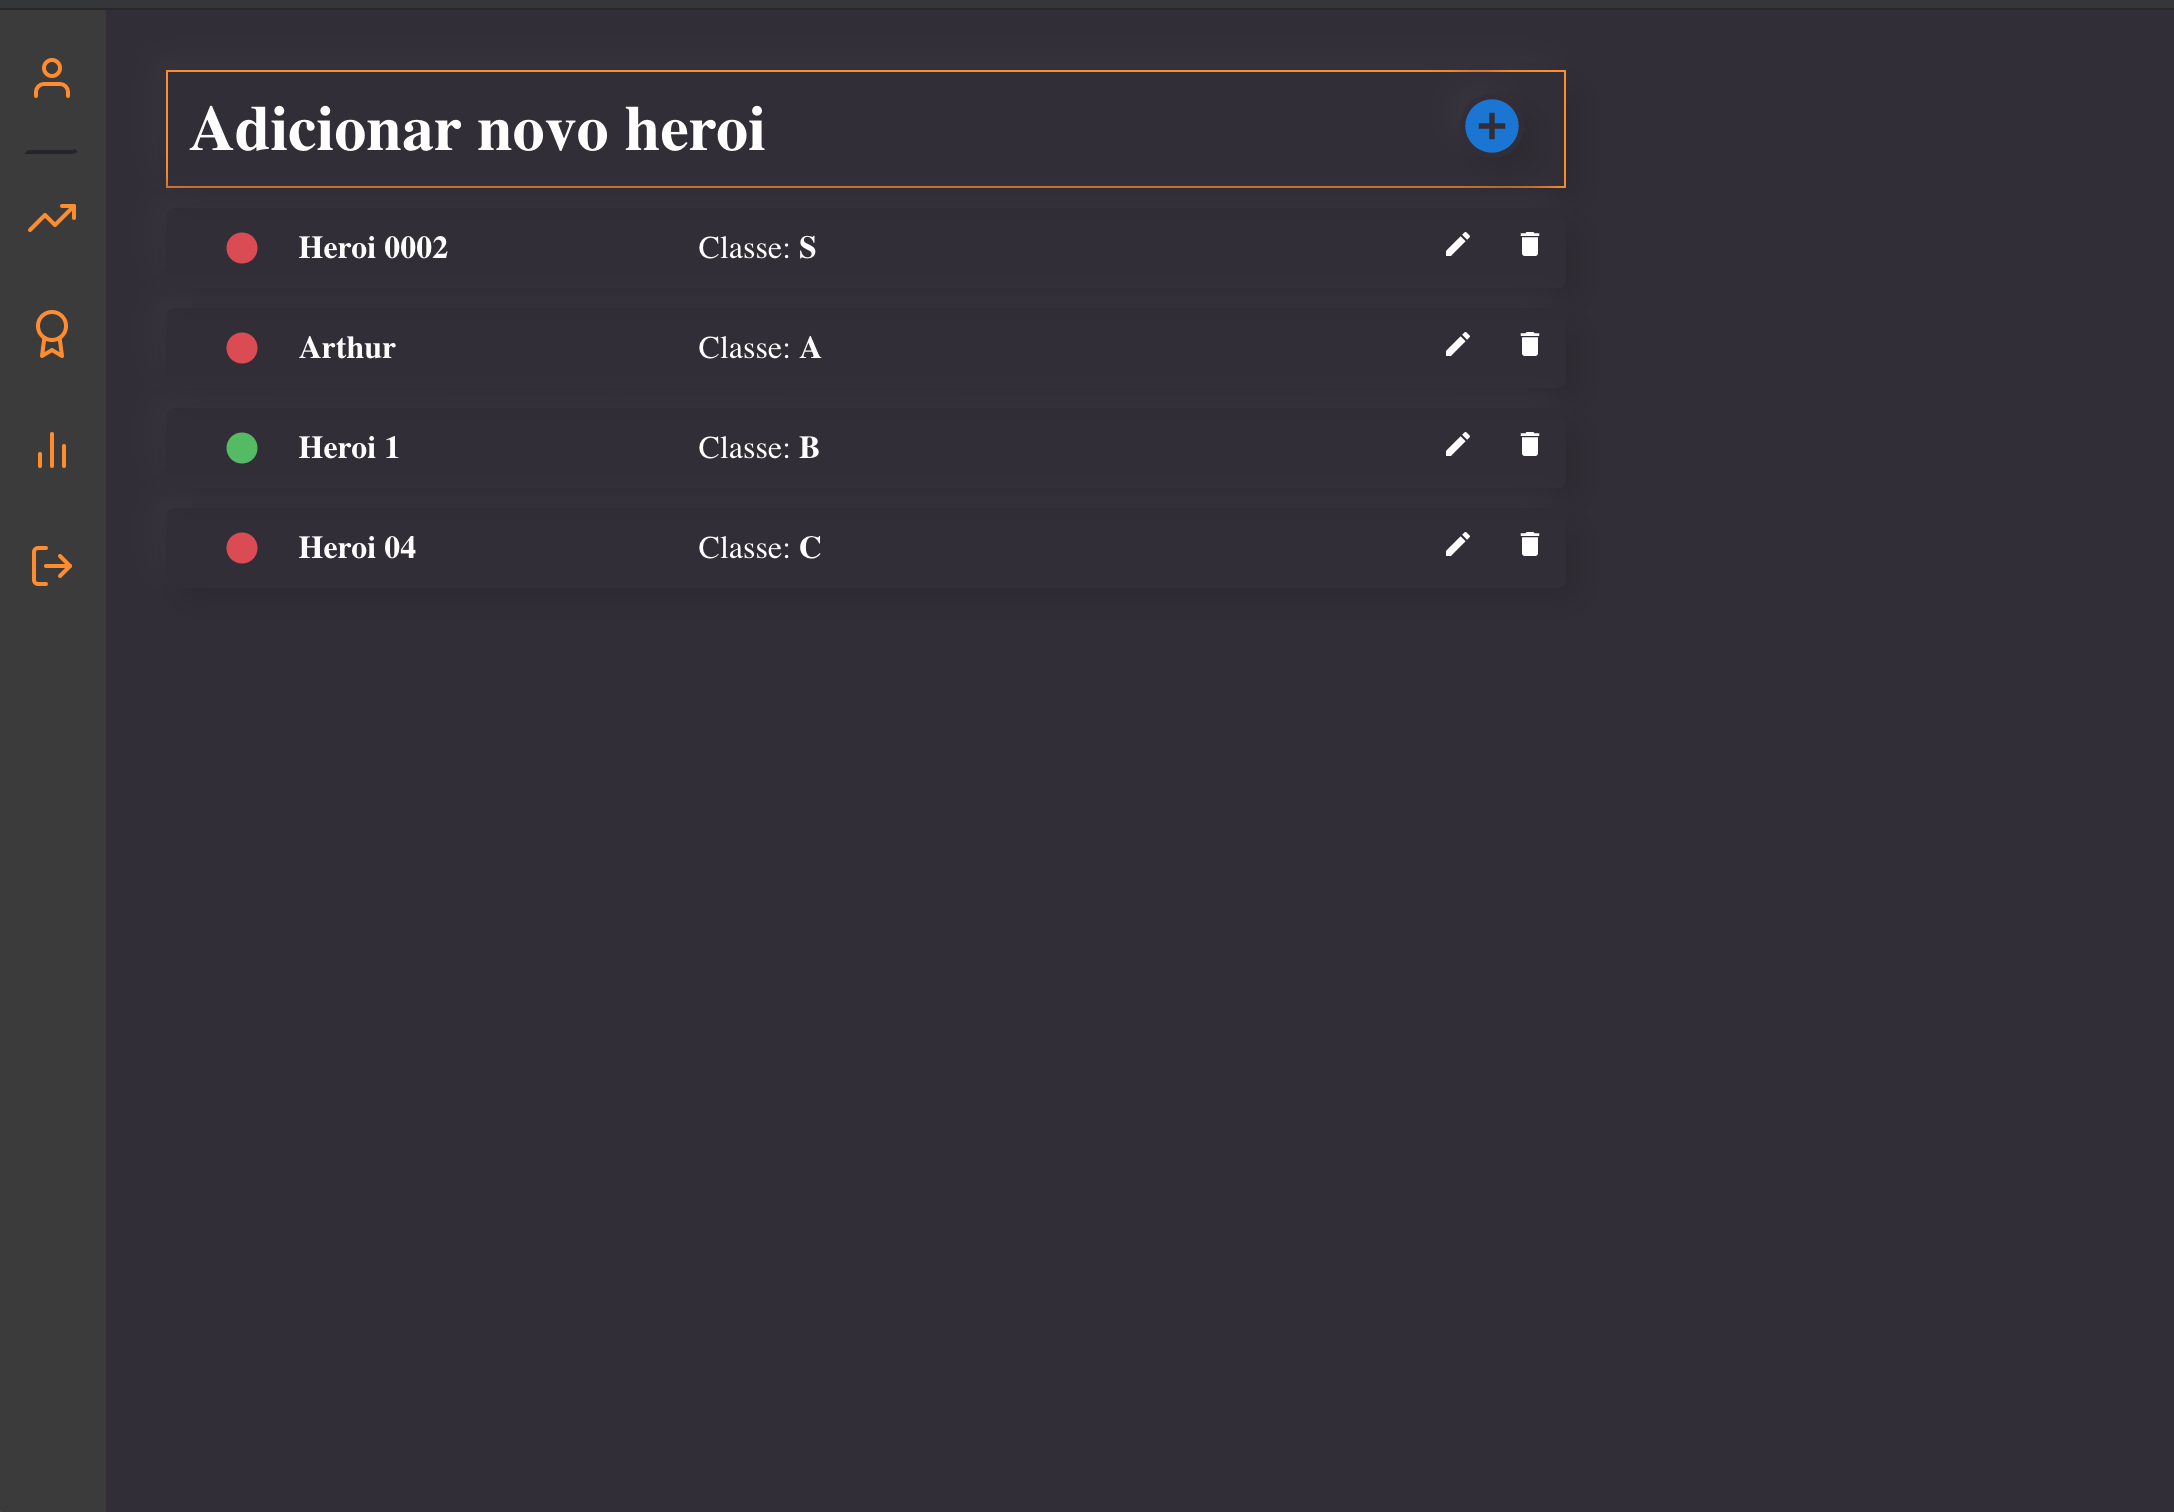 Adicionar novo heroi
Heroi 0002 Classe: S
Arthur Classe: A
Heroi 1 Classe: B
Heroi 04 Classe: C